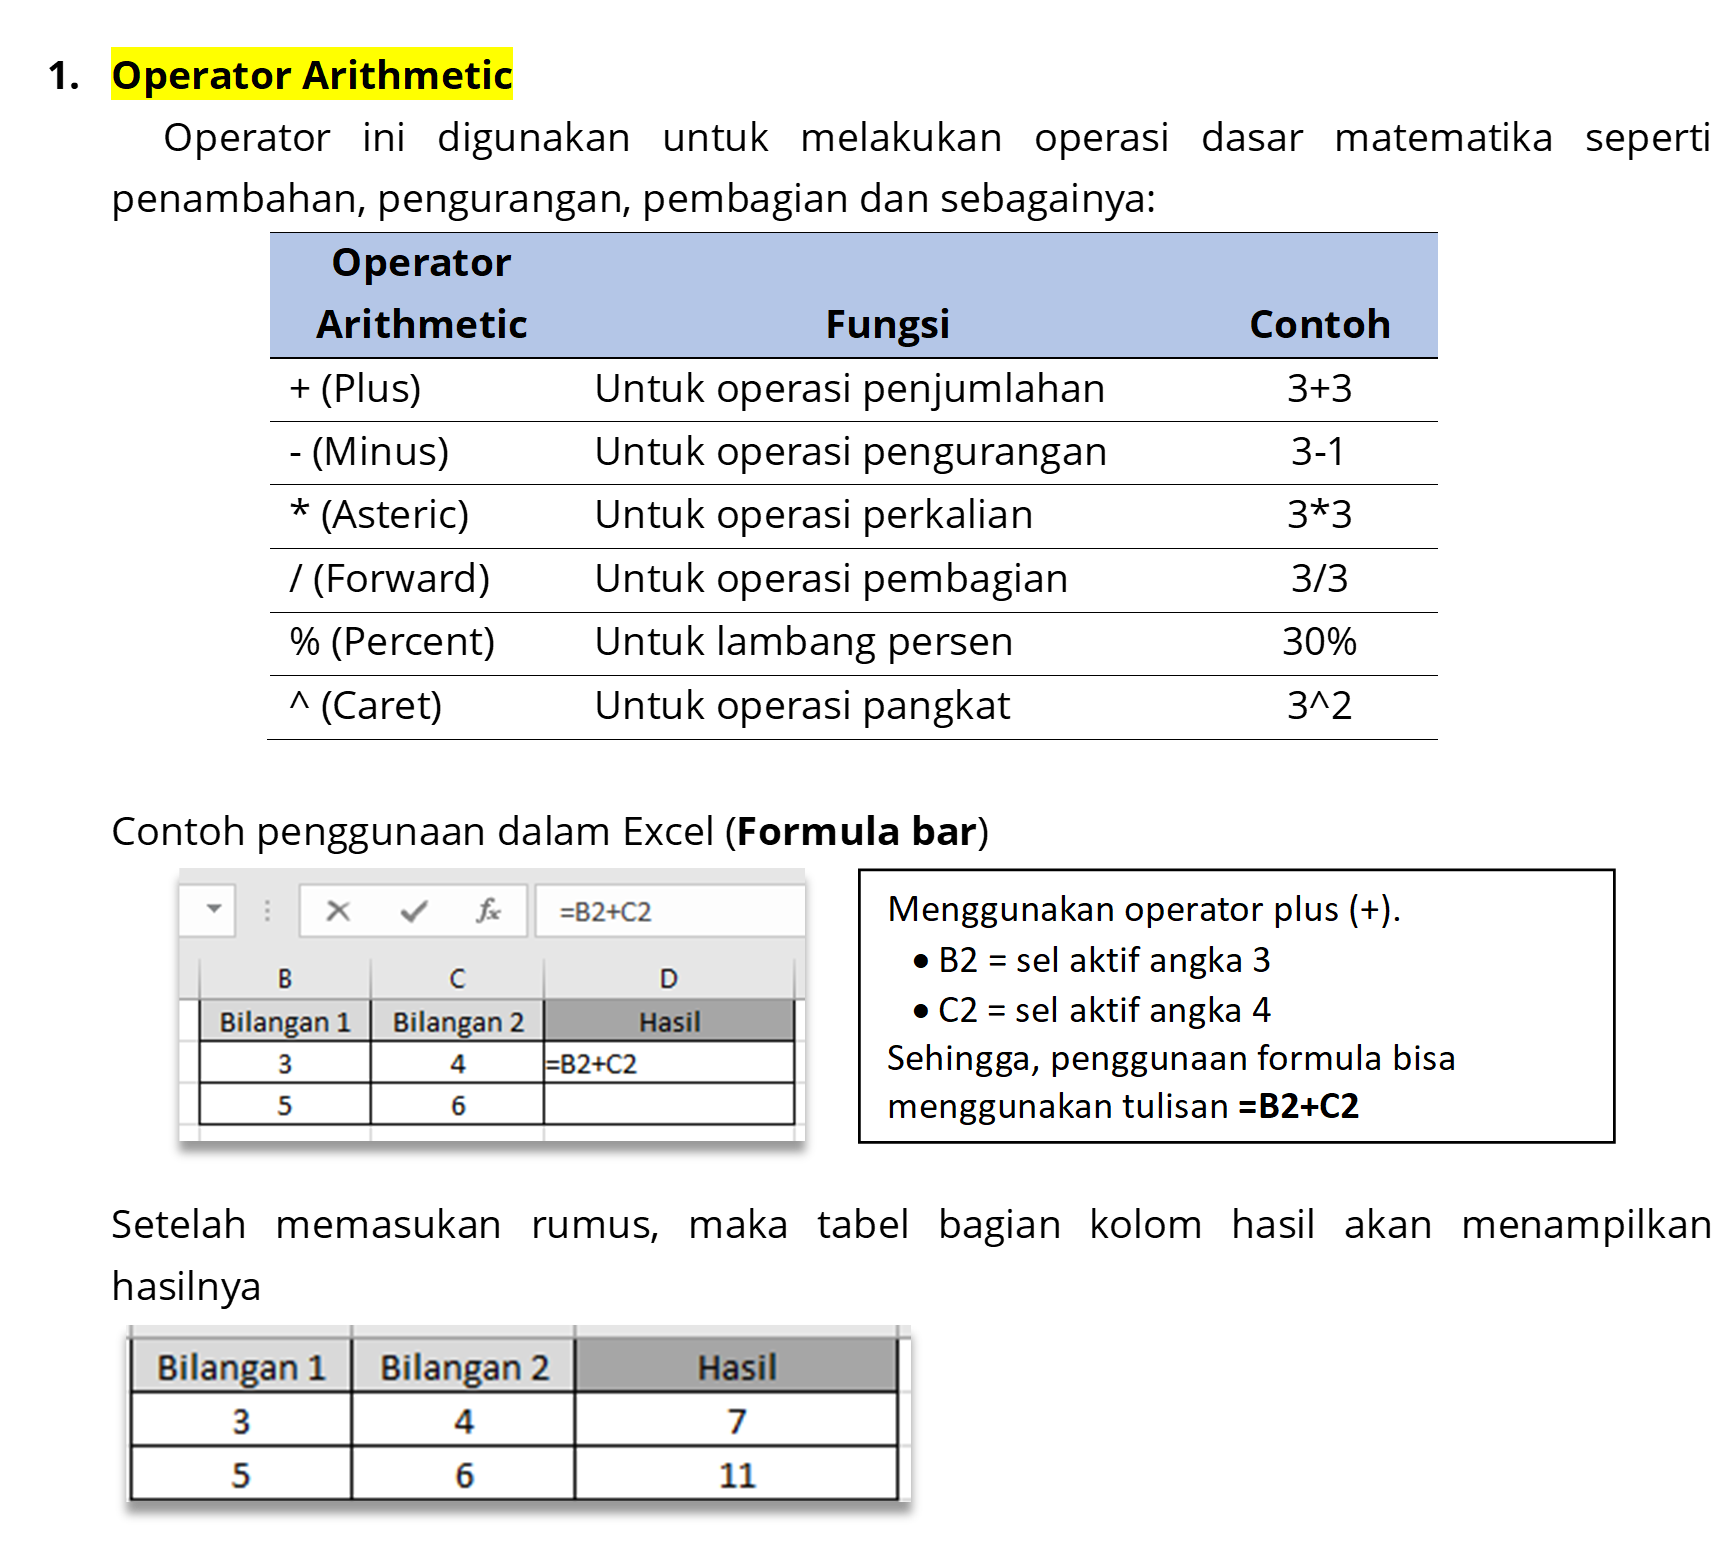 1. Operator Arithmetic
Operator ini digunakan untuk melakukan operasi dasar matematika seperti
penambahan, pengurangan, pembagian dan sebagainya:
Operator
Arithmetic Fungsi Contoh
+ (Plus) Untuk operasi penjumlahan 3+3
- (Minus) Untuk operasi pengurangan 3-1
* (Asteric) Untuk operasi perkalian 3*3
/ (Forward) Untuk operasi pembagian 3/3
% (Percent) Untuk lambang persen 30%
^ (Caret) Untuk operasi pangkat 3^2
Contoh penggunaan dalam Excel (Formula bar)
fx =B2+C2
B C D
Bilangan 1 Bilangan 2 Hasil
3 4 =B2+C2
5 6
Menggunakan operator plus (+).
• B2 = sel aktif angka 3
• C2 = sel aktif angka 4
Sehingga, penggunaan formula bisa
menggunakan tulisan =B2+C2
Setelah memasukan rumus, maka tabel bagian kolom hasil akan menampilkan
hasilnya
Bilangan 1 Bilangan 2 Hasil
3 4 7
5 6 11